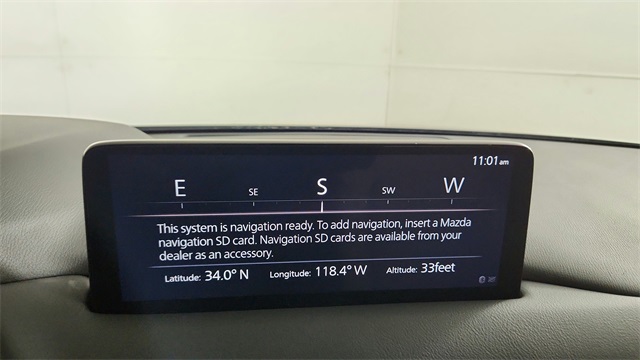 11:01 am
E SE S SW W
This system is navigation ready. To add navigation, insert a Mazda
navigation SD card. Navigation SD cards are available from your
dealer as an accessory.
Latitude: 34.0° N Longitude: 118.4° W Altitude: 33feet